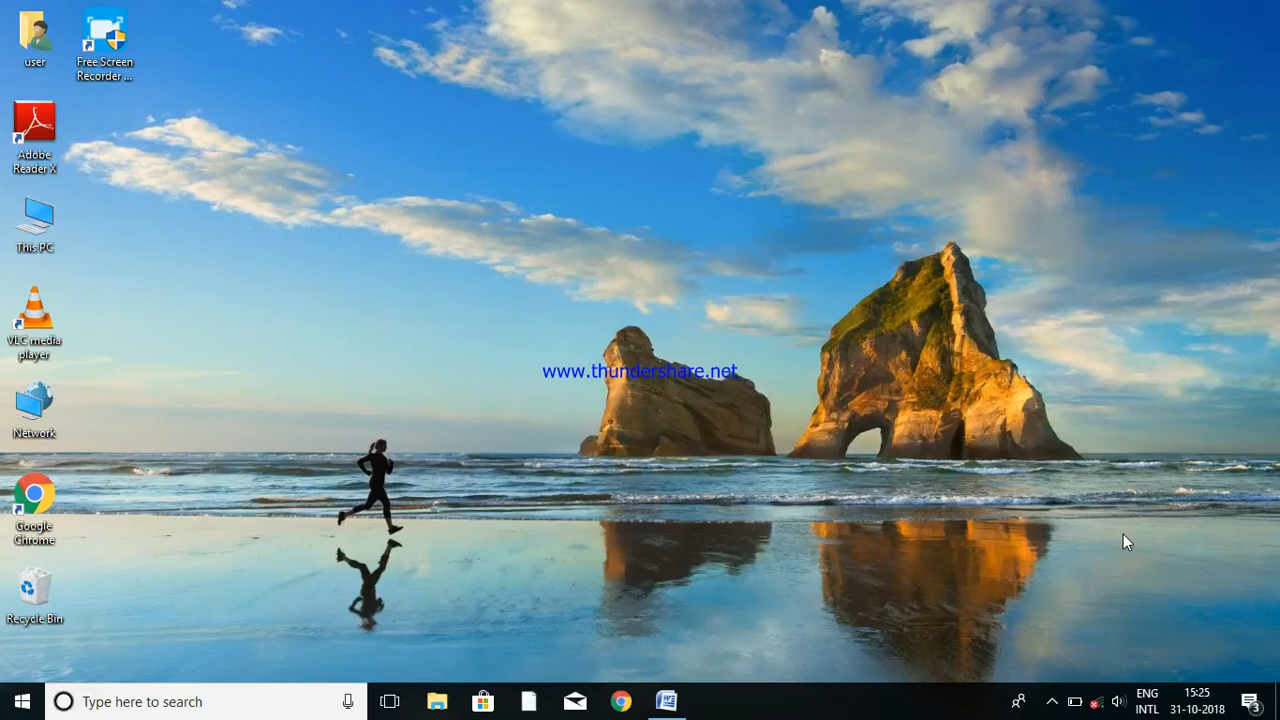 user
Free Screen
Recorder ...
Adobe
Reader X
This PC
VLC media
player
www.thundershare.net
Network
Google
Chrome
Recycle Bin
Type here to search
ENG
INTL
15:25
31-10-2018
3